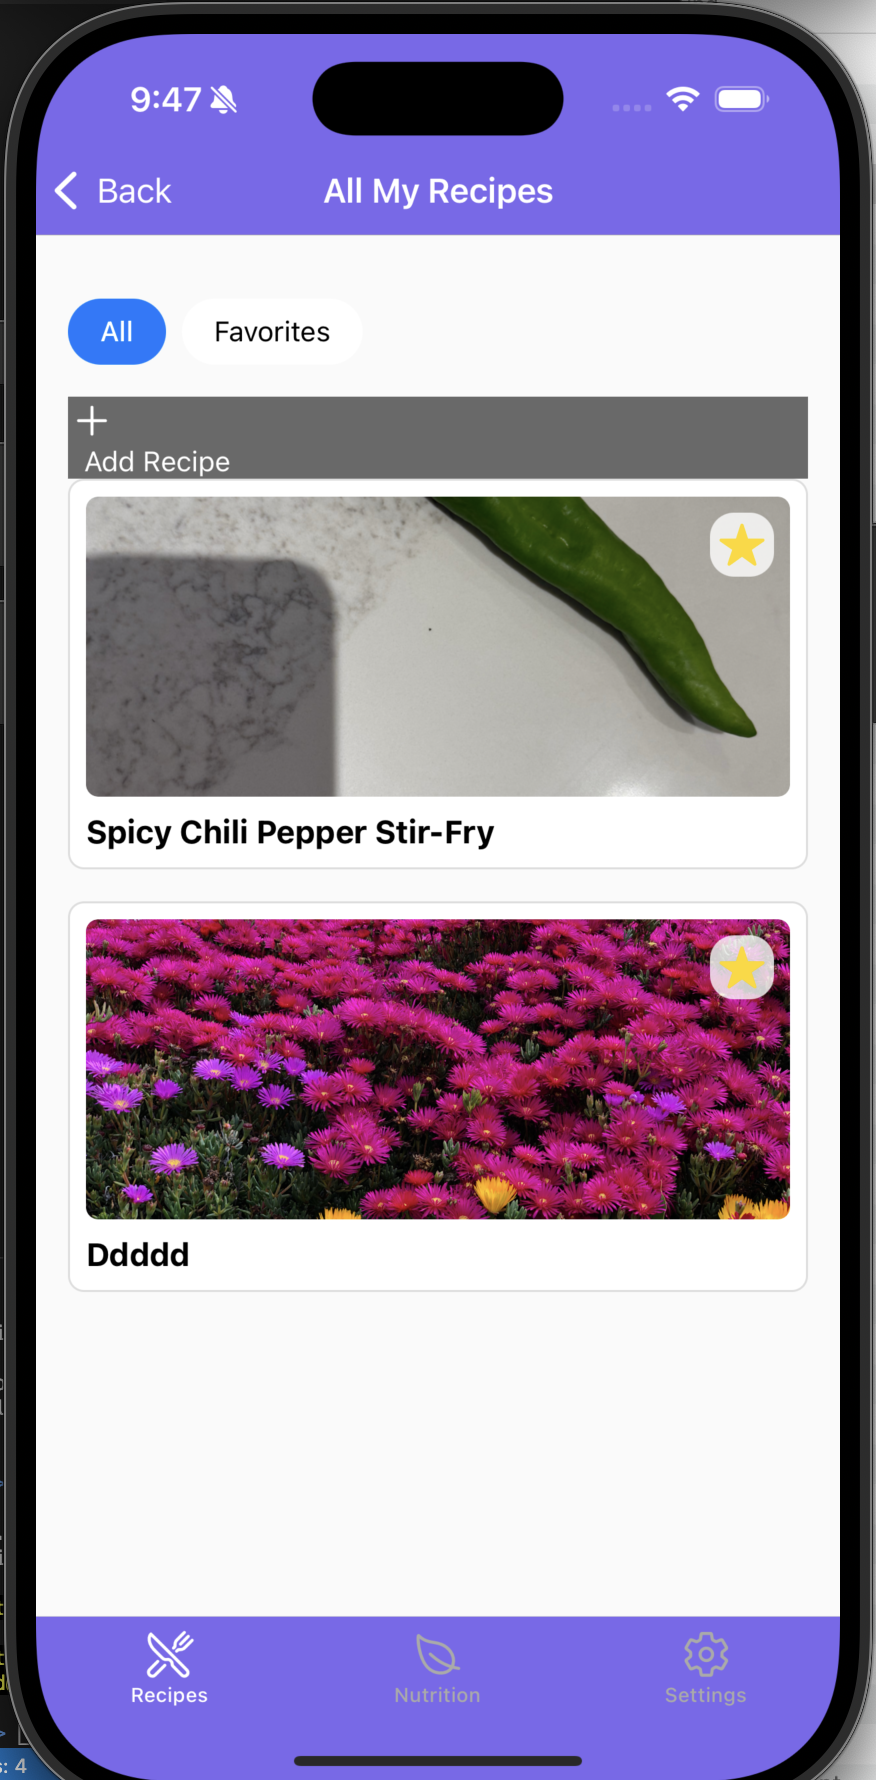 9:47
Back
All My Recipes
All
Favorites
Add Recipe
Spicy Chili Pepper Stir-Fry
Ddddd
Recipes
Nutrition
Settings
s: 4